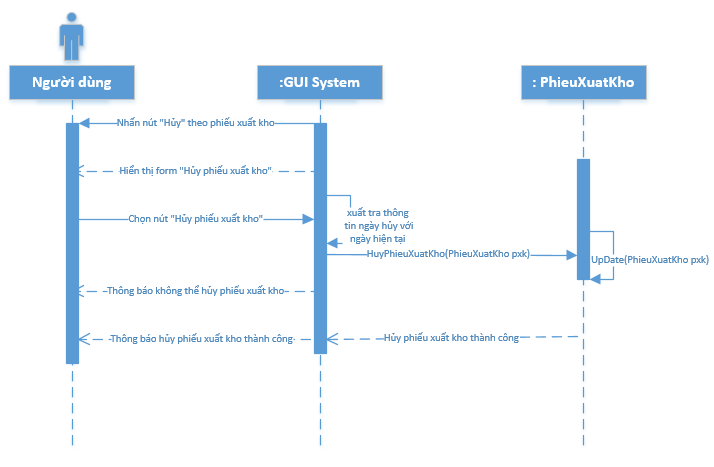 Người dùng
:GUI System
: PhieuXuatKho
Nhấn nút "Hủy" theo phiếu xuất kho
Hiển thị form "Hủy phiếu xuất kho"
Chọn nút "Hủy phiếu xuất kho"
xuất tra thông
tin ngày hủy với
ngày hiện tại
HuyPhieuXuatKho(PhieuXuatKho pxk)
UpDate(PhieuXuatKho pxk)
Thông báo không thể hủy phiếu xuất kho
Thông báo hủy phiếu xuất kho thành công
Hủy phiếu xuất kho thành công